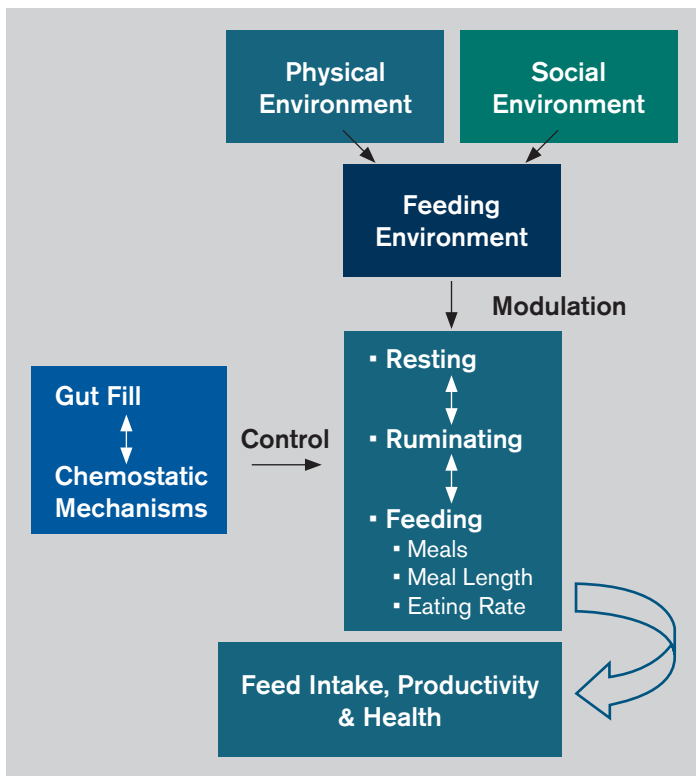 Physical
Environment
Social
Environment
Feeding
Environment
Modulation
▪ Resting
▪ Ruminating
▪ Feeding
▪ Meals
▪ Meal Length
▪ Eating Rate
Gut Fill
Chemostatic
Mechanisms
Control
Feed Intake, Productivity
& Health